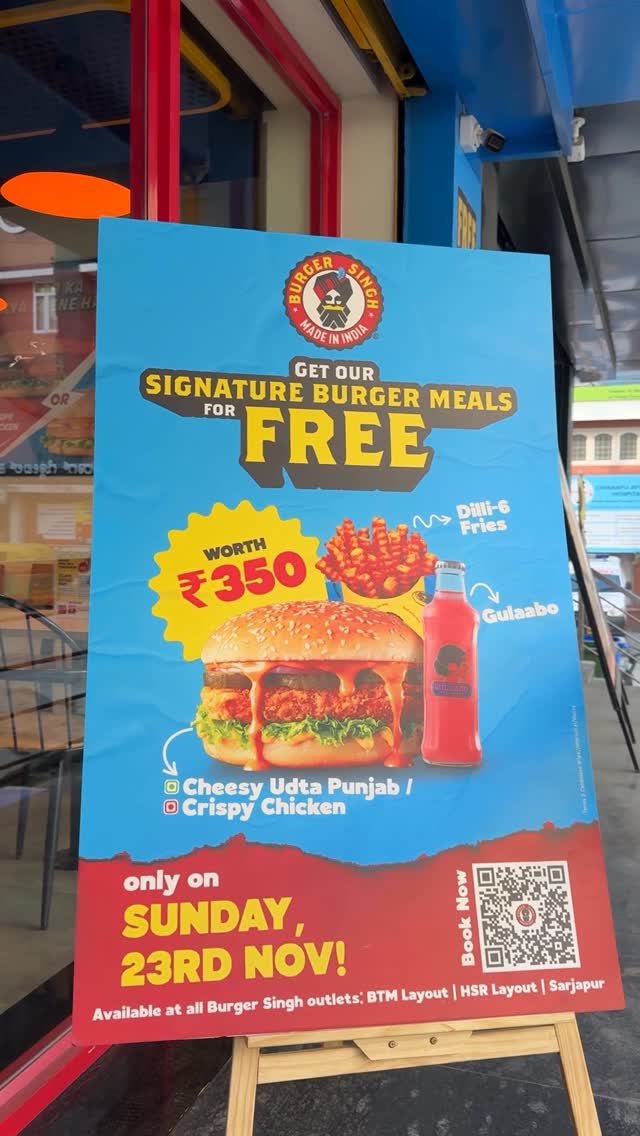 BURGER SINGH
MADE IN INDIA
GET OUR
SIGNATURE BURGER MEALS
FOR FREE
WORTH
₹350
Dilli-6
Fries
Gulaabo
Cheesy Udta Punjab /
Crispy Chicken
only on
SUNDAY,
23RD NOV!
Book Now
Available at all Burger Singh outlets: BTM Layout | HSR Layout | Sarjapur
FREE
OR